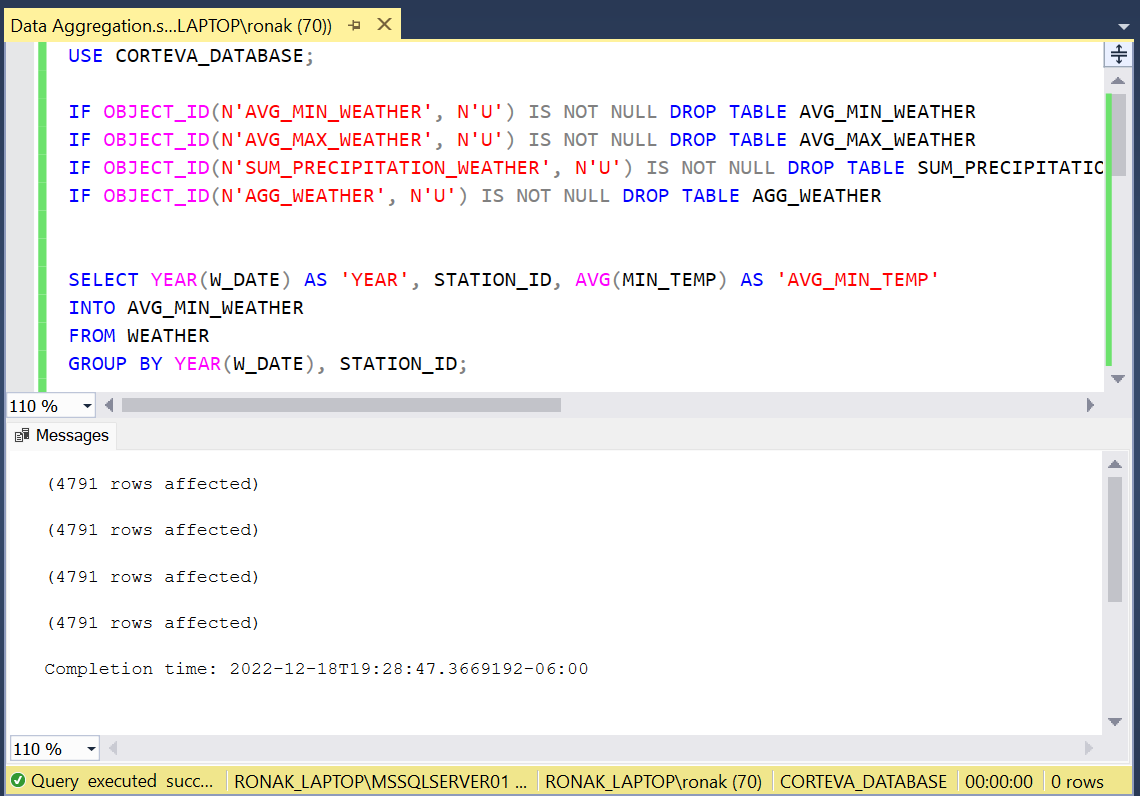 Data Aggregation.s...LAPTOP\ronak (70))
USE CORTEVA_DATABASE;
IF OBJECT_ID(N'AVG_MIN_WEATHER', N'U') IS NOT NULL DROP TABLE AVG_MIN_WEATHER
IF OBJECT_ID(N'AVG_MAX_WEATHER', N'U') IS NOT NULL DROP TABLE AVG_MAX_WEATHER
IF OBJECT_ID(N'SUM_PRECIPITATION_WEATHER', N'U') IS NOT NULL DROP TABLE SUM_PRECIPITATIO
IF OBJECT_ID(N'AGG_WEATHER', N'U') IS NOT NULL DROP TABLE AGG_WEATHER
SELECT YEAR(W_DATE) AS 'YEAR', STATION_ID, AVG(MIN_TEMP) AS 'AVG_MIN_TEMP'
INTO AVG_MIN_WEATHER
FROM WEATHER
GROUP BY YEAR(W_DATE), STATION_ID;
110 %
Messages
(4791 rows affected)
(4791 rows affected)
(4791 rows affected)
(4791 rows affected)
Completion time: 2022-12-18T19:28:47.3669192-06:00
110 %
Query executed succ... RONAK_LAPTOP\MSSQLSERVER01 ... RONAK_LAPTOP\ronak (70) CORTEVA_DATABASE 00:00:00 0 rows